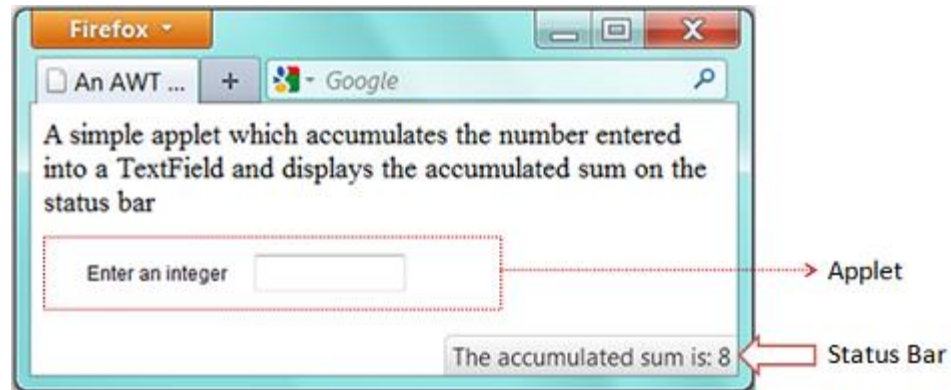 Firefox
An AWT ...
+
Google
A simple applet which accumulates the number entered
into a TextField and displays the accumulated sum on the
status bar
Enter an integer
Applet
The accumulated sum is: 8
Status Bar